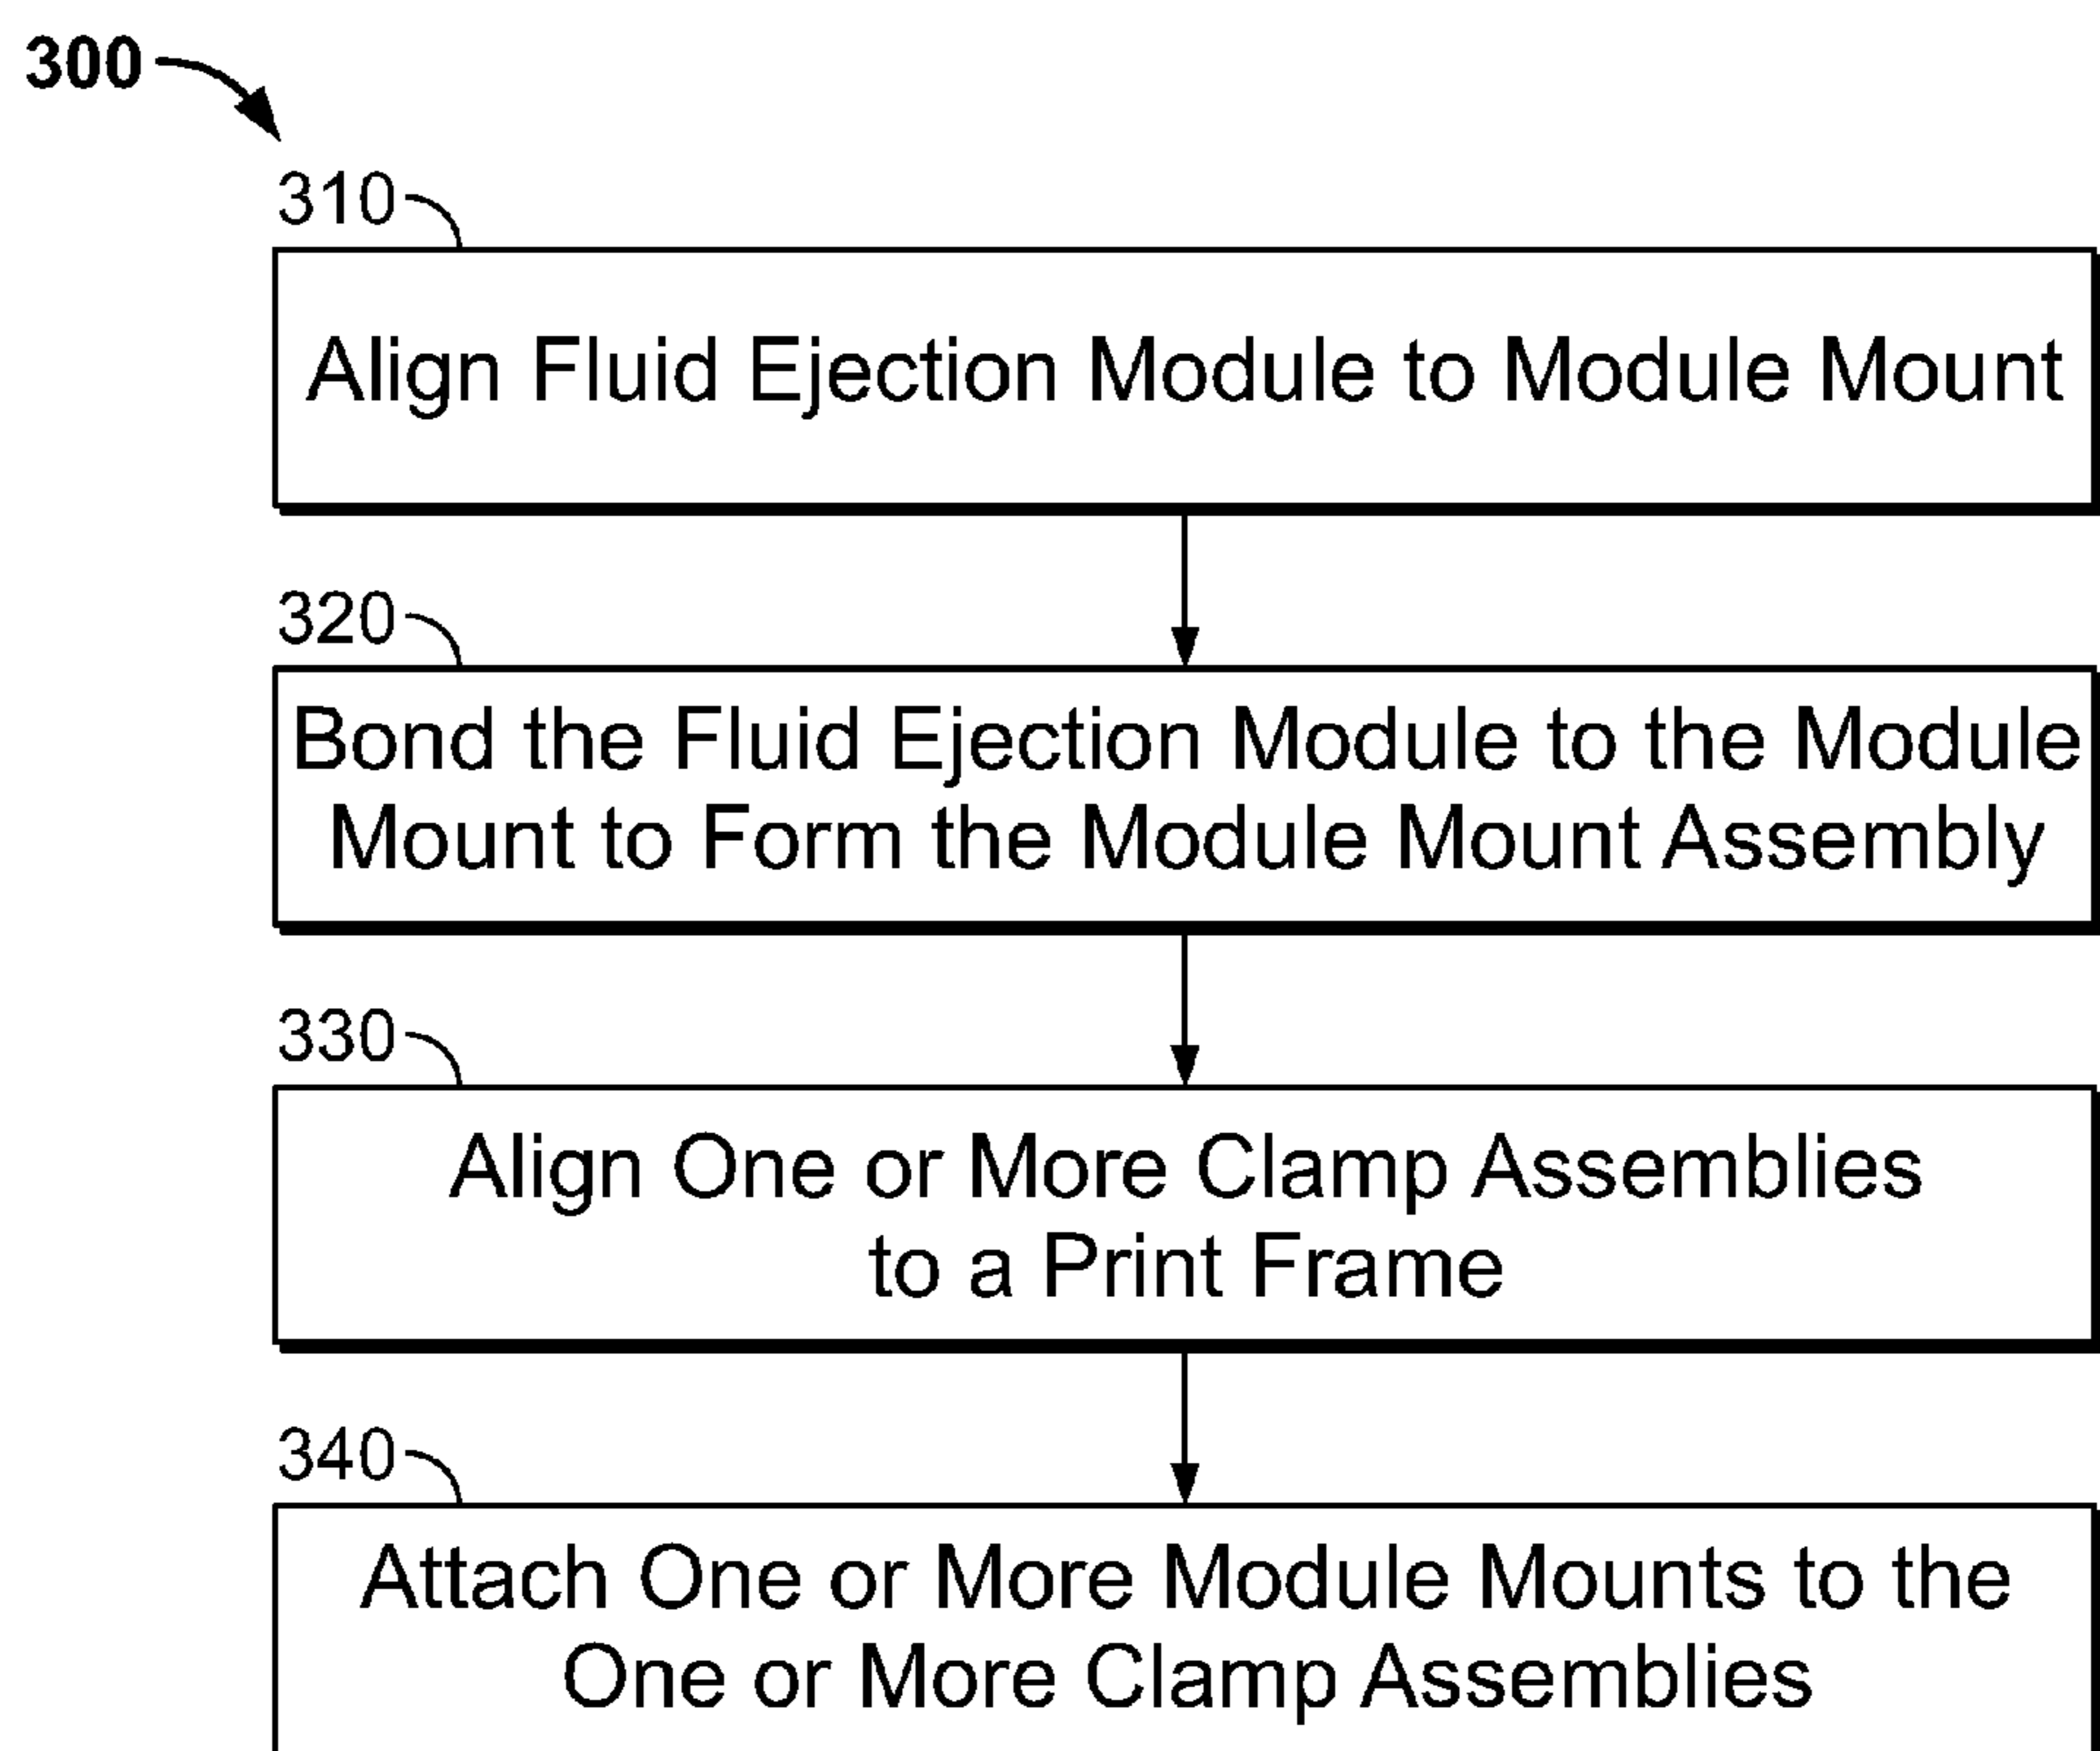 300
310
Align Fluid Ejection Module to Module Mount
320
Bond the Fluid Ejection Module to the Module
Mount to Form the Module Mount Assembly
330
Align One or More Clamp Assemblies
to a Print Frame
340
Attach One or More Module Mounts to the
One or More Clamp Assemblies